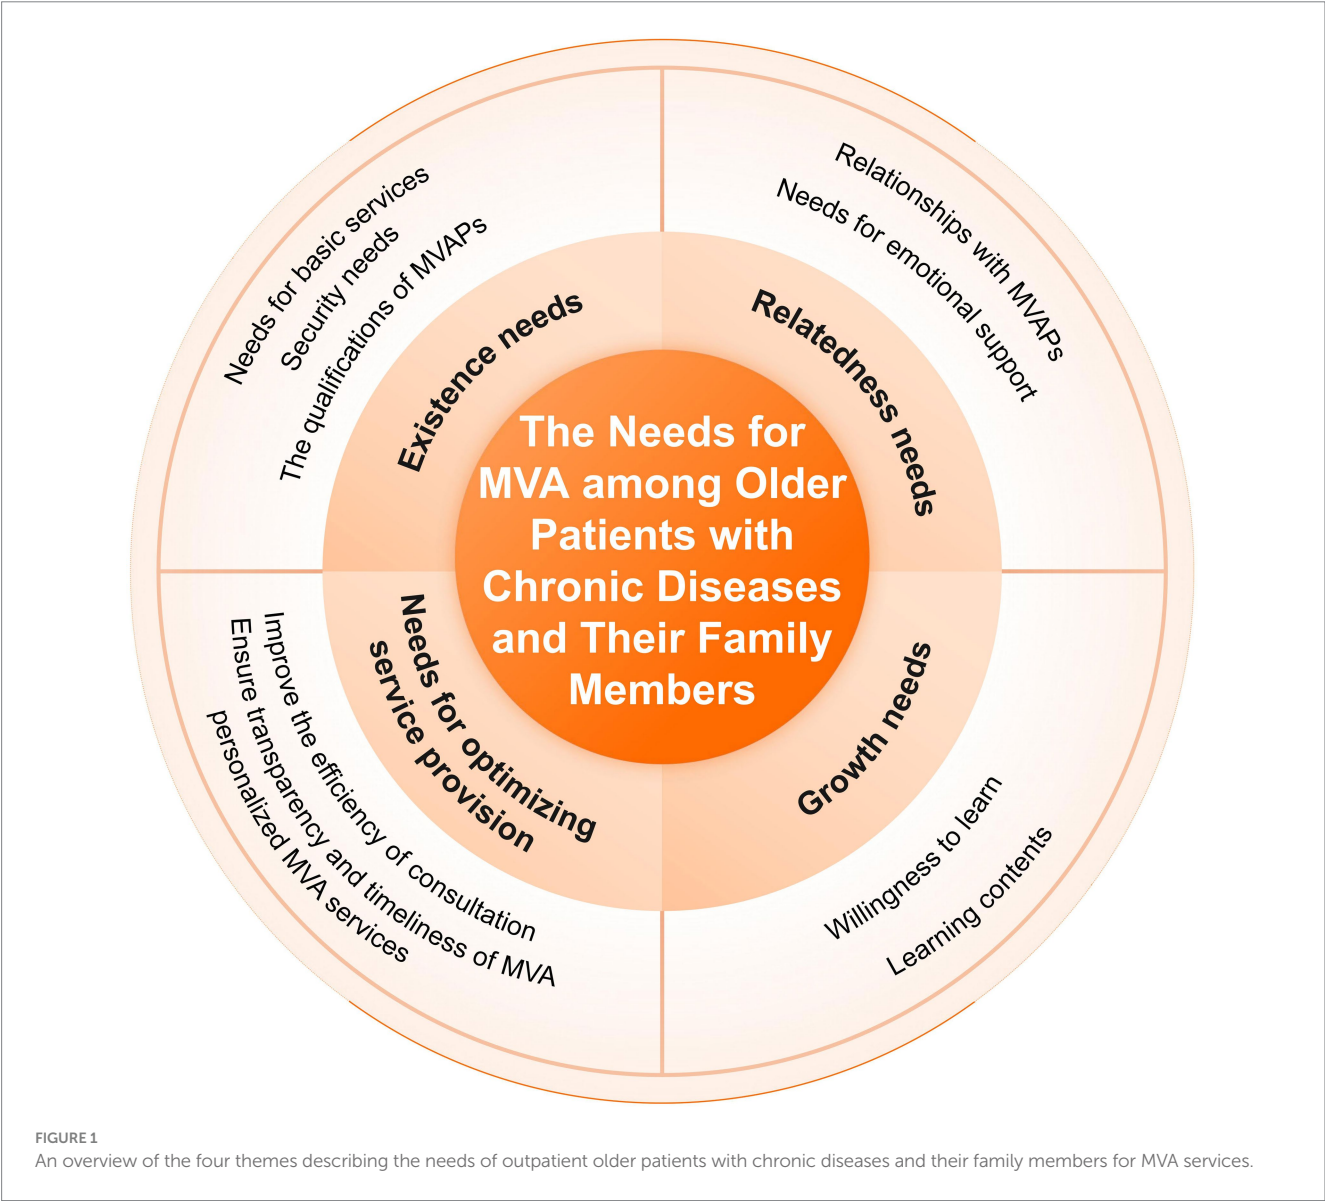 Needs for basic services
Security needs
The qualifications of MVAPs
Existence needs
Relationships with MVAPs
Needs for emotional support
Relatedness needs
The Needs for
MVA among Older
Patients with
Chronic Diseases
and Their Family
Members
Needs for optimizing
service provision
Improve the efficiency of consultation
Ensure transparency and timeliness of MVA
personalized MVA services
Growth needs
Willingness to learn
Learning contents
FIGURE 1
An overview of the four themes describing the needs of outpatient older patients with chronic diseases and their family members for MVA services.